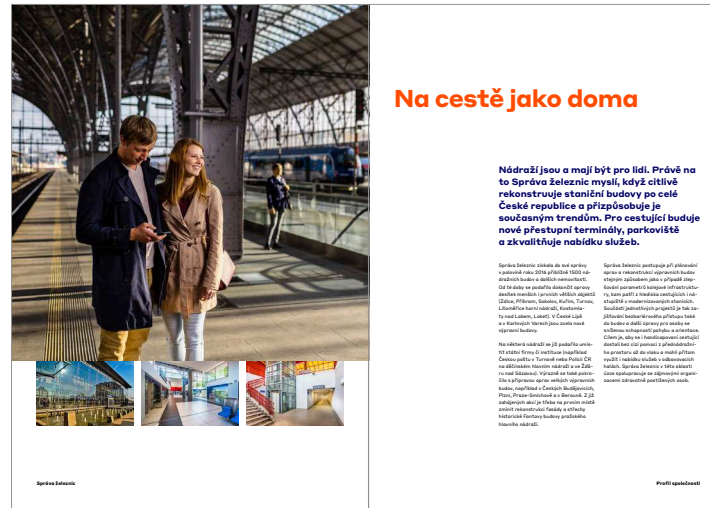 Na cestě jako doma
Nádraží jsou a mají být pro lidi. Právě na
to Správa železnic myslí, když citlivě
rekonstruuje staniční budovy po celé
České republice a přizpůsobuje je
současným trendům. Pro cestující buduje
nové přestupní terminály, parkoviště
a zkvalitňuje nabídku služeb.
Správa železnic získala do své správy
v polovině roku 2016 přibližně 1500 ná-
dražních budov a dalších nemovitostí.
Od té doby se podařilo dokončit opravy
desítek menších i prvních větších objektů
(Zdice, Příbram, Sokolov, Kuřim, Turnov,
Litoměřice horní nádraží, Kostomla-
ty nad Labem, Luket). V České Lípě
a v Karlových Varech jsou zcela nové
výpravní budovy.
Na některá nádraží se již podařilo umís-
tit státní firmy či instituce (například
Českou poštu v Turnově nebo Policii ČR
na děčínském hlavním nádraží a ve Žďá-
ru nad Sázavou). Výrazně se také pokro-
čilo s přípravou oprav velkých výpravních
budov, například v Českých Budějovicích,
Plzni, Praze-Smíchově a v Berouně. Z již
zahájených akcí je třeba na prvním místě
zmínit rekonstrukci fasády a střechy
historické Fantovy budovy pražského
hlavního nádraží.
Správa železnic postupuje při plánování
oprav a rekonstrukcí výpravních budov
stejným způsobem jako v případě zlep-
šování parametrů kolejové infrastruktu-
ry, kam patří z hlediska cestujících i ná-
stupiště v modernizovaných stanicích.
Součástí jednotlivých projektů je tak za-
jišťování bezbariérového přístupu také
do budov a další úpravy pro osoby se
sníženou schopností pohybu a orientace.
Cílem je, aby se i handicapovaní cestující
dostali bez cizí pomoci z přednádražní-
ho prostoru až do vlaku a mohli přitom
využít i nabídku služeb v odbavovacích
halách. Správa železnic v této oblasti
úzce spolupracuje se zájmovými organi-
zacemi zdravotně postižených osob.
Správa železnic
Profil společnosti